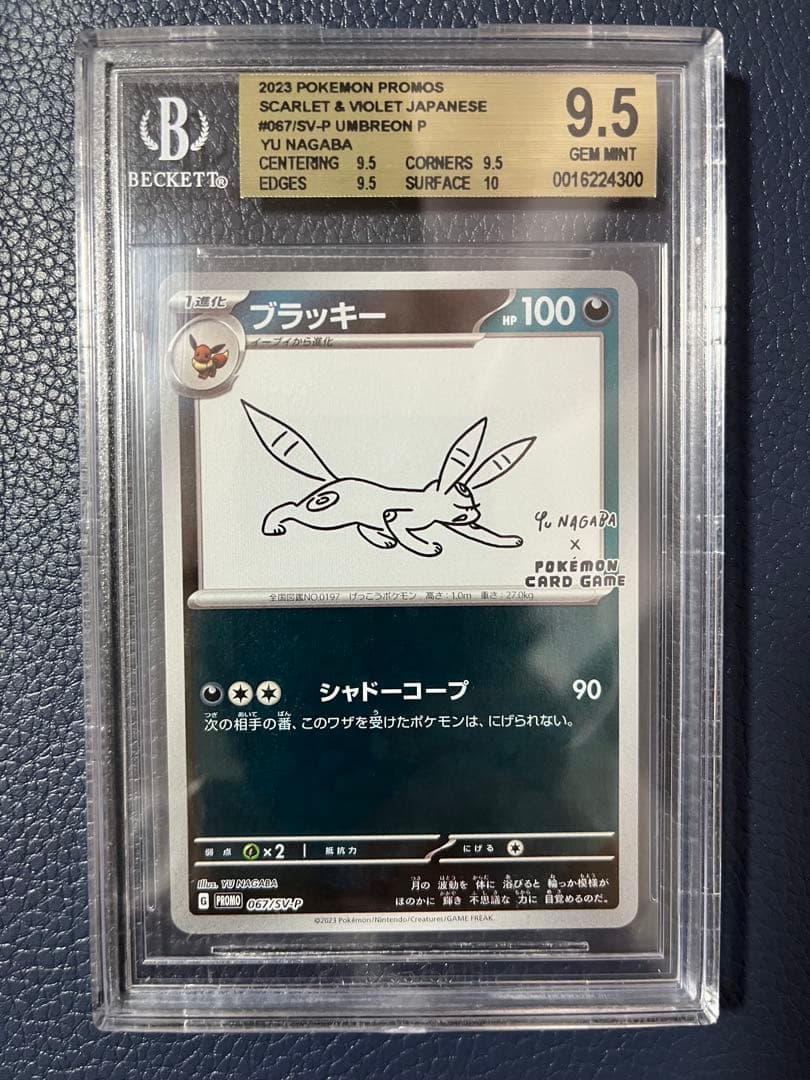 2023 POKEMON PROMOS
SCARLET & VIOLET JAPANESE
#067/SV-P UMBREON P
YU NAGABA
CENTERING 9.5 CORNERS 9.5
EDGES 9.5 SURFACE 10
9.5
GEM MINT
0016224300
B
BECKETT®
1進化
ブラッキー
HP 100
イーブイから進化
YU NAGABA
×
POKÉMON
CARD GAME
全国図鑑NO.0197 げっこうポケモン 高さ:1.0m 重さ:27.0kg
シャドーコープ 90
次の相手の番、このワザを受けたポケモンは、にげられない。
弱点 ×2 抵抗力 にげる
Illus. YU NAGABA
G PROMO 067/SV-P
月の 波動を 体に 浴びると 輪っか模様が
ほのかに 輝き 不思議な 力に 目覚めるのだ。
©2023 Pokémon/Nintendo/Creatures/GAME FREAK.